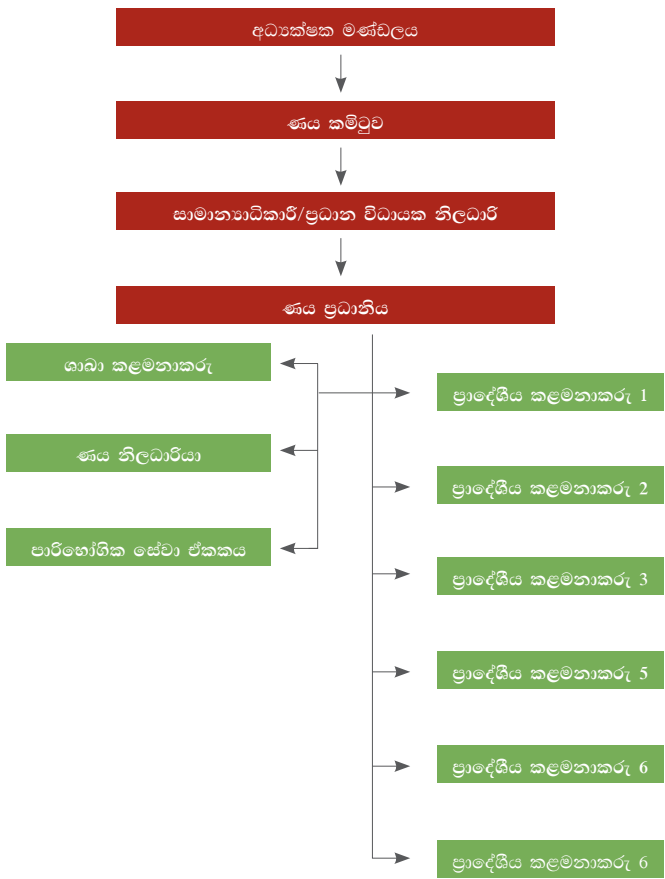 අධ්‍යක්ෂක මණ්ඩලය
ණය කමිටුව
සාමාන්‍යාධිකාරී/ප්‍රධාන විධායක නිලධාරි
ණය ප්‍රධානිය
ශාඛා කළමනාකරු
ණය නිලධාරියා
පාරිභෝගික සේවා ඒකකය
ප්‍රාදේශීය කළමනාකරු 1
ප්‍රාදේශීය කළමනාකරු 2
ප්‍රාදේශීය කළමනාකරු 3
ප්‍රාදේශීය කළමනාකරු 5
ප්‍රාදේශීය කළමනාකරු 6
ප්‍රාදේශීය කළමනාකරු 6